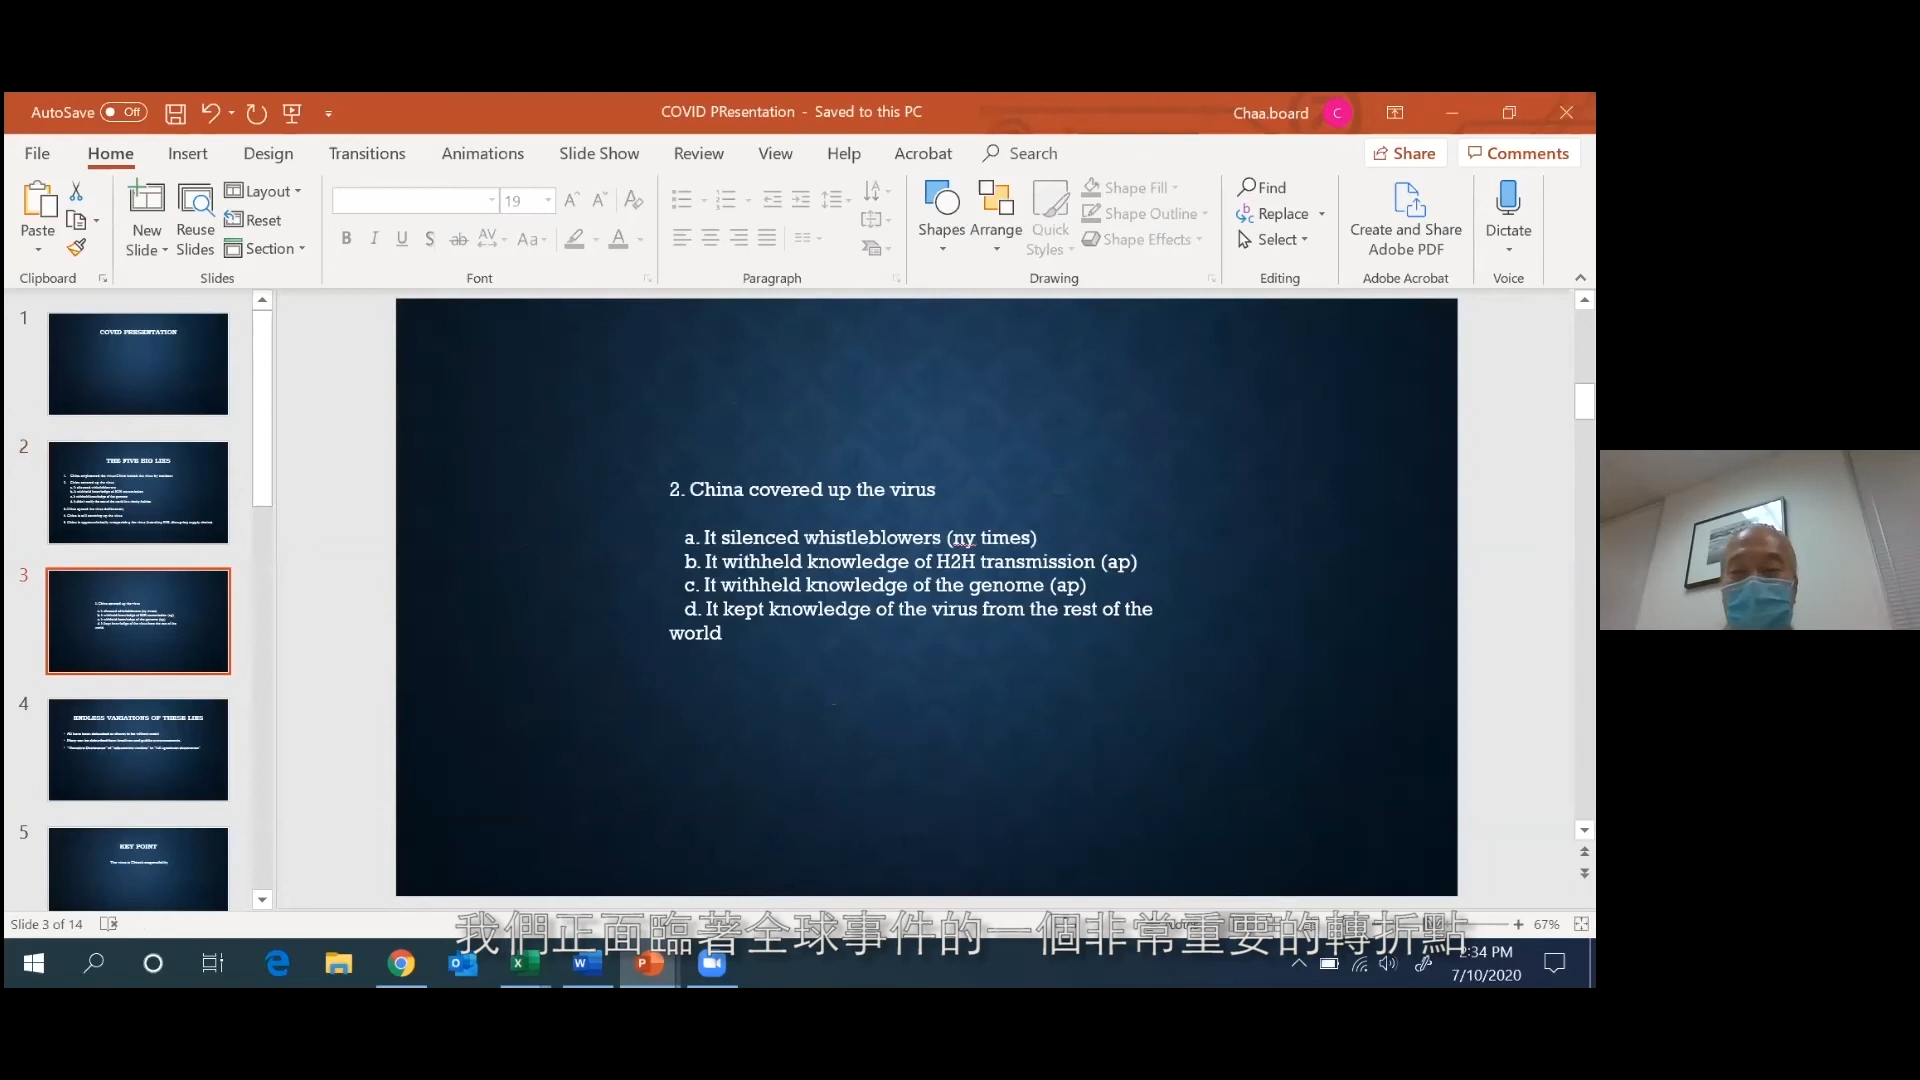 AutoSave Off
COVID PResentation - Saved to this PC
Chaa.board C
File Home Insert Design Transitions Animations Slide Show Review View Help Acrobat Search Share Comments
Paste
New Slide
Reuse Slides
Layout
Reset
Section
19
Shapes
Arrange
Quick Styles
Shape Fill
Shape Outline
Shape Effects
Find
Replace
Select
Create and Share Adobe PDF
Dictate
Clipboard Slides Font Paragraph Drawing Editing Adobe Acrobat Voice
1
COVID PRESENTATION
2
THE FIVE BIG LIES
3
4
ENDLESS VARIATIONS OF THESE LIES
5
KEY POINT
2. China covered up the virus
a. It silenced whistleblowers (ny times)
b. It withheld knowledge of H2H transmission (ap)
c. It withheld knowledge of the genome (ap)
d. It kept knowledge of the virus from the rest of the
world
Slide 3 of 14
67%
我們正面臨著全球事件的一個非常重要的轉折點
2:34 PM
7/10/2020